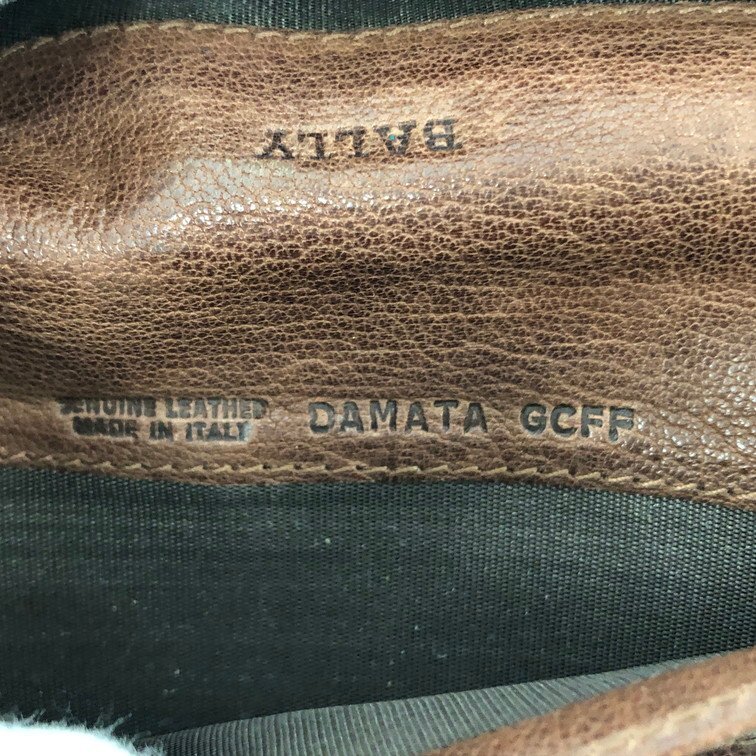 BALLY
GENUINE LEATHER
MADE IN ITALY
DAMATA GCFF